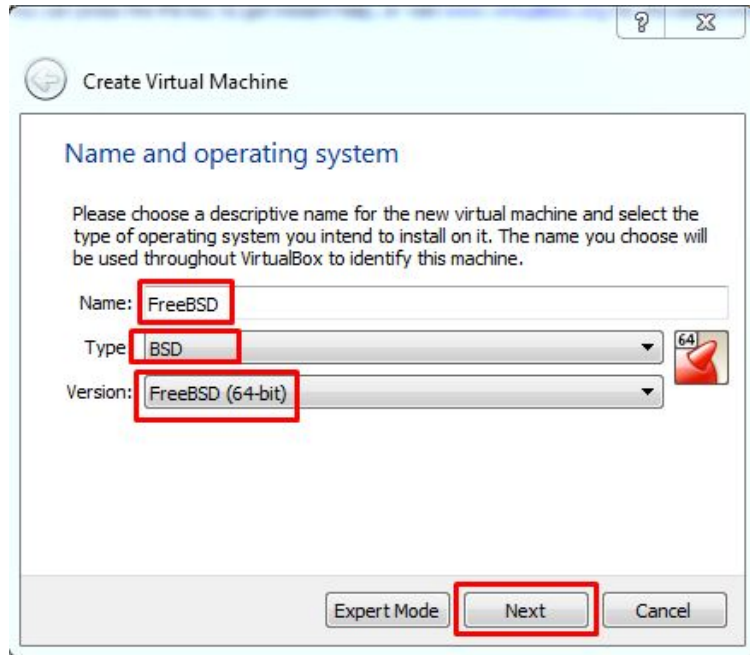 Create Virtual Machine
Name and operating system
Please choose a descriptive name for the new virtual machine and select the
type of operating system you intend to install on it. The name you choose will
be used throughout VirtualBox to identify this machine.
Name: FreeBSD
Type BSD
64
Version: FreeBSD (64-bit)
Expert Mode Next Cancel